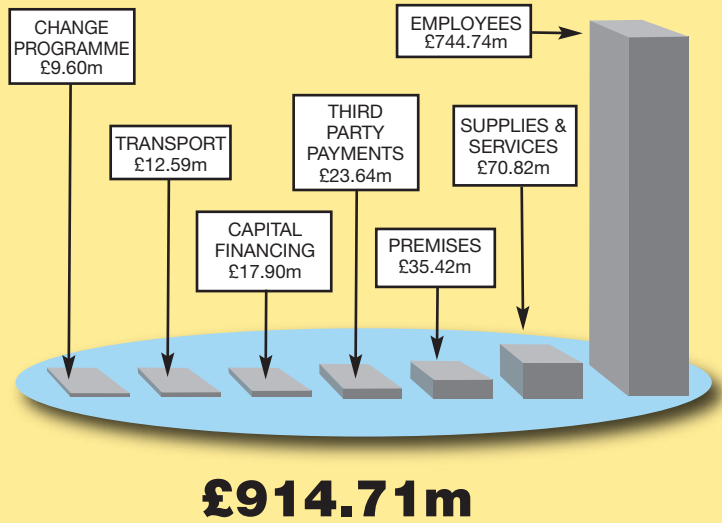 CHANGE
PROGRAMME
£9.60m
TRANSPORT
£12.59m
CAPITAL
FINANCING
£17.90m
THIRD
PARTY
PAYMENTS
£23.64m
PREMISES
£35.42m
SUPPLIES &
SERVICES
£70.82m
EMPLOYEES
£744.74m
£914.71m